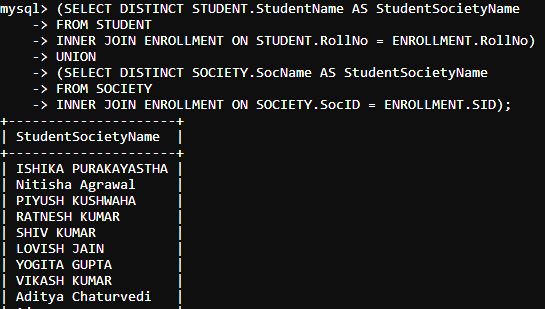 mysql> (SELECT DISTINCT STUDENT.StudentName AS StudentSocietyName
    -> FROM STUDENT
    -> INNER JOIN ENROLLMENT ON STUDENT.RollNo = ENROLLMENT.RollNo)
    -> UNION
    -> (SELECT DISTINCT SOCIETY.SocName AS StudentSocietyName
    -> FROM SOCIETY
    -> INNER JOIN ENROLLMENT ON SOCIETY.SocID = ENROLLMENT.SID);
+---------------------+
| StudentSocietyName  |
+---------------------+
| ISHIKA PURAKAYASTHA |
| Nitisha Agrawal     |
| PIYUSH KUSHWAHA     |
| RATNESH KUMAR       |
| SHIV KUMAR          |
| LOVISH JAIN         |
| YOGITA GUPTA        |
| VIKASH KUMAR        |
| Aditya Chaturvedi   |